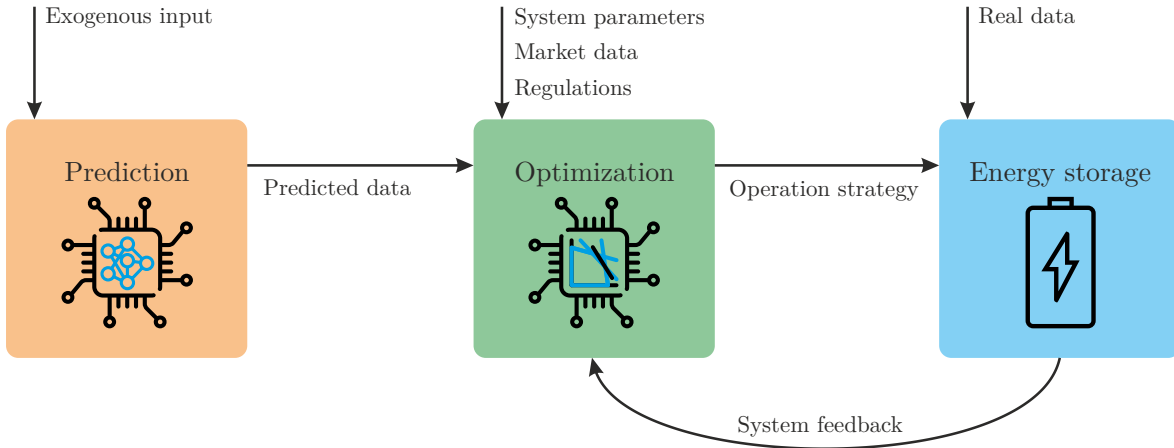 Exogenous input
System parameters
Market data
Regulations
Real data
Prediction
Predicted data
Optimization
Operation strategy
Energy storage
System feedback